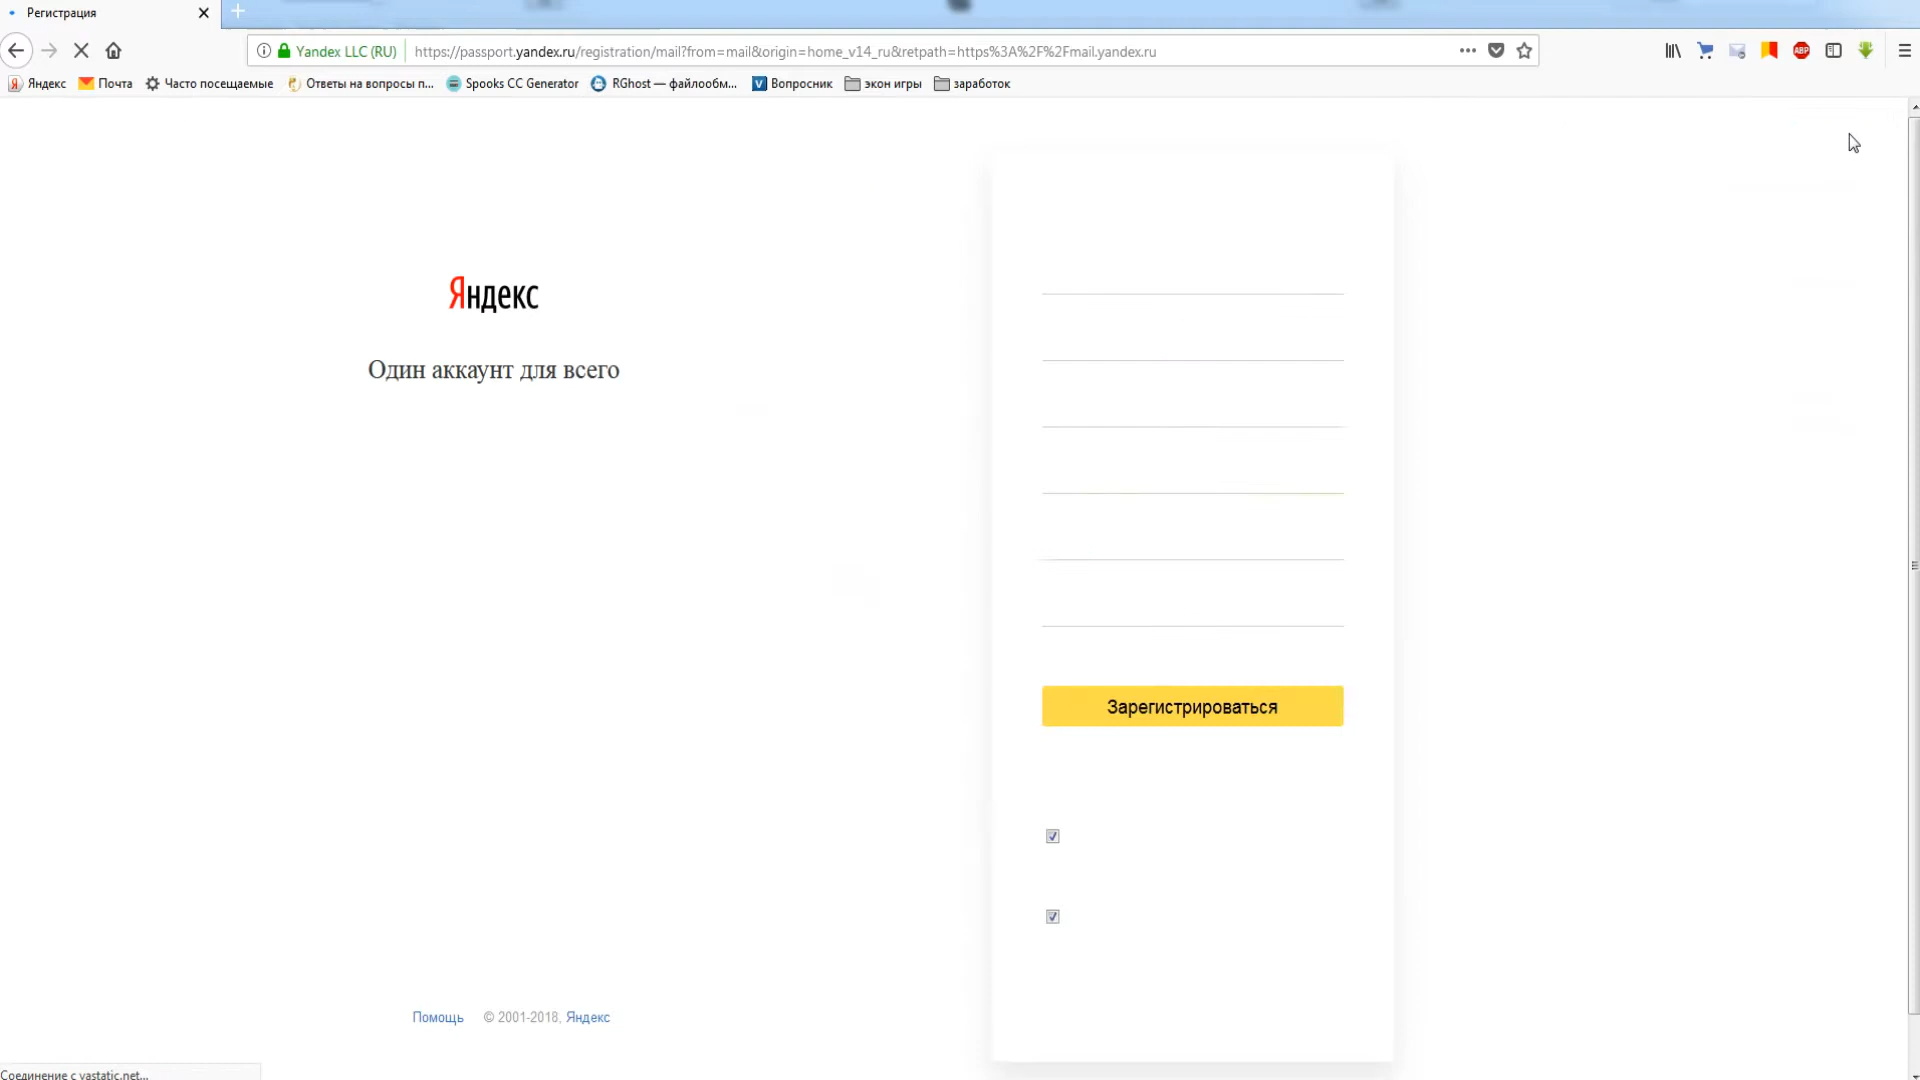 Регистрация
Yandex LLC (RU) https://passport.yandex.ru/registration/mail?from=mail&origin=home_v14_ru&retpath=https%3A%2F%2Fmail.yandex.ru
ABP
Яндекс Почта Часто посещаемые Ответы на вопросы п... Spooks CC Generator RGhost — файлообм... Вопросник экон игры заработок
Яндекс
Один аккаунт для всего
Зарегистрироваться
Помощь © 2001-2018, Яндекс
Соединение с yastatic.net...